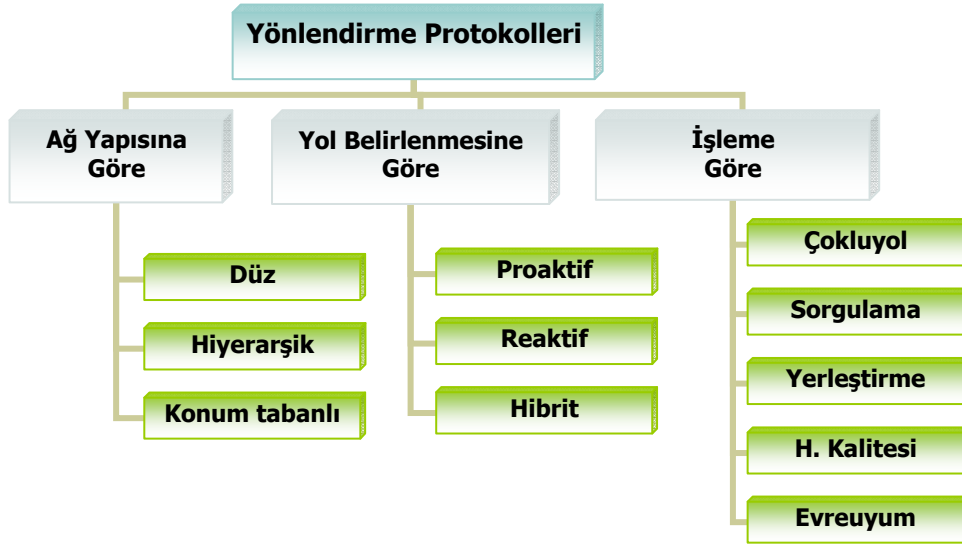 Yönlendirme Protokolleri
Ağ Yapısına
Göre
Düz
Hiyerarşik
Konum tabanlı
Yol Belirlenmesine
Göre
Proaktif
Reaktif
Hibrit
İşleme
Göre
Çokluyol
Sorgulama
Yerleştirme
H. Kalitesi
Evreuyum